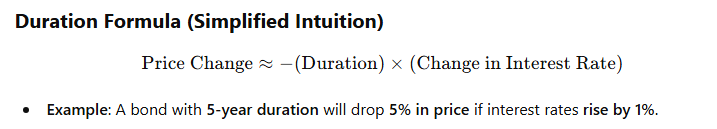 Duration Formula (Simplified Intuition)
Price Change ≈ −(Duration) × (Change in Interest Rate)
• Example: A bond with 5-year duration will drop 5% in price if interest rates rise by 1%.